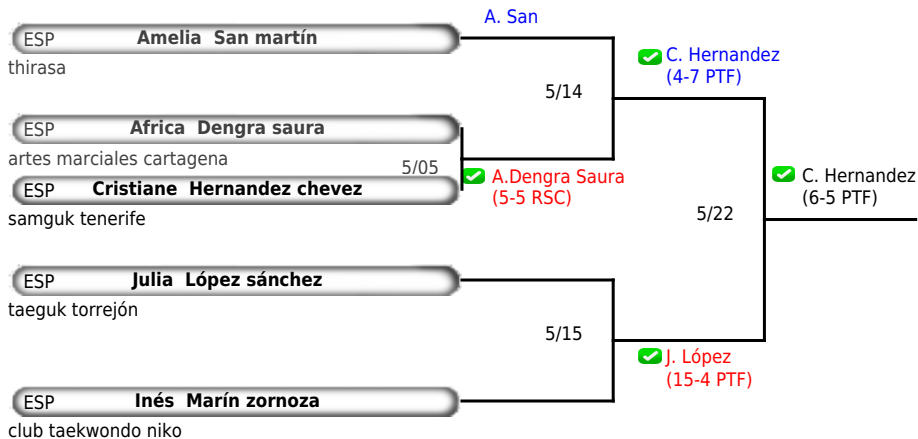 A. San
ESP Amelia San martín
thirasa
C. Hernandez
(4-7 PTF)
5/14
ESP Africa Dengra saura
artes marciales cartagena
5/05
A.Dengra Saura
(5-5 RSC)
C. Hernandez
(6-5 PTF)
ESP Cristiane Hernandez chevez
samguk tenerife
5/22
ESP Julia López sánchez
taeguk torrejón
5/15
J. López
(15-4 PTF)
ESP Inés Marín zornoza
club taekwondo niko